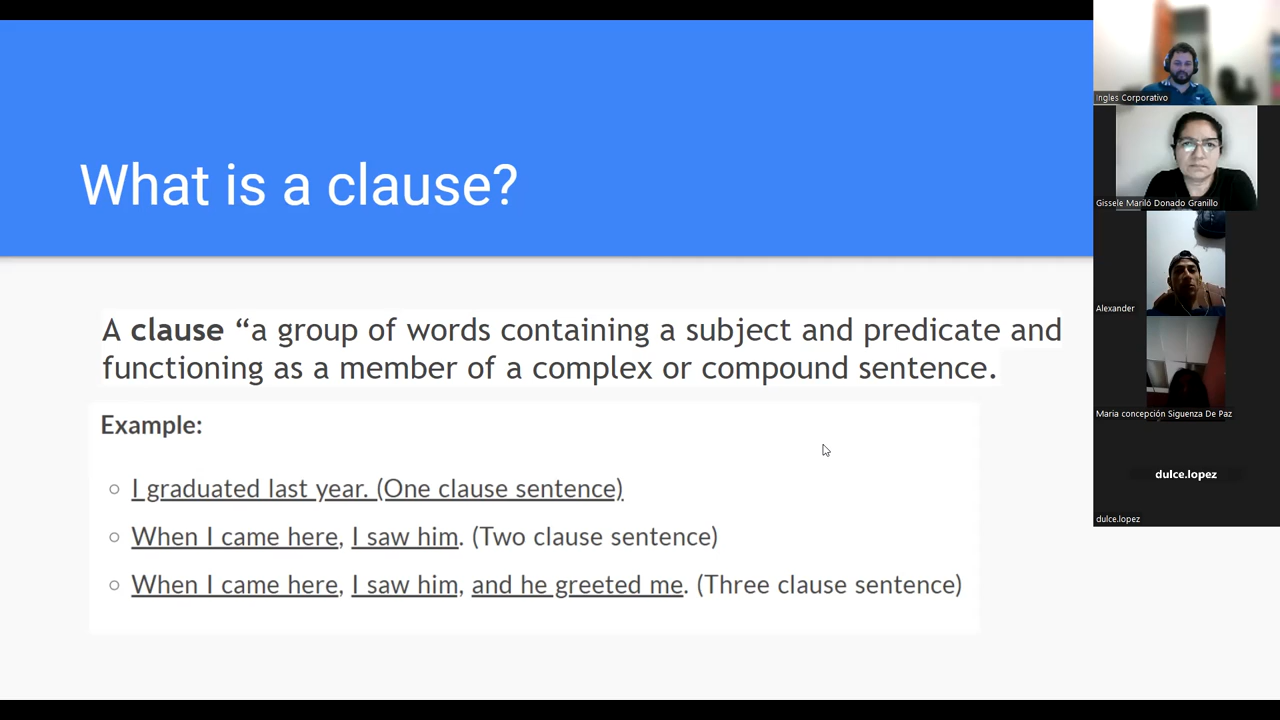 What is a clause?
A clause “a group of words containing a subject and predicate and
functioning as a member of a complex or compound sentence.
Example:
I graduated last year. (One clause sentence)
When I came here, I saw him. (Two clause sentence)
When I came here, I saw him, and he greeted me. (Three clause sentence)
Ingles Corporativo
Gissele Mariló Donado Granillo
Alexander
Maria concepción Siguenza De Paz
dulce.lopez
dulce.lopez